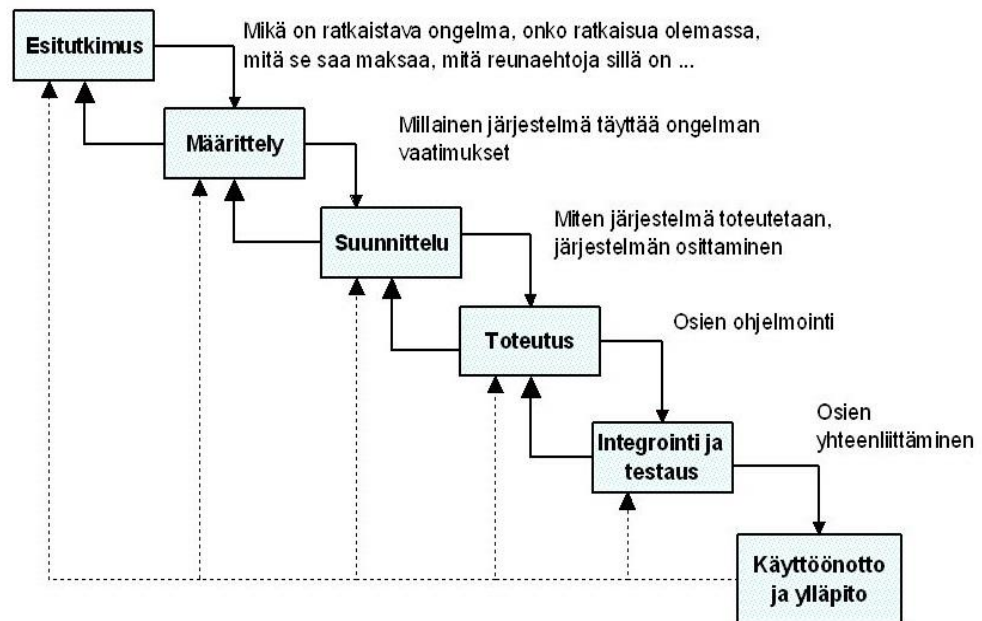 Esitutkimus
Mikä on ratkaistava ongelma, onko ratkaisua olemassa,
mitä se saa maksaa, mitä reunaehtoja sillä on ...
Määrittely
Millainen järjestelmä täyttää ongelman
vaatimukset
Suunnittelu
Miten järjestelmä toteutetaan,
järjestelmän osittaminen
Toteutus
Osien ohjelmointi
Integrointi ja
testaus
Osien
yhteenliittäminen
Käyttöönotto
ja ylläpito